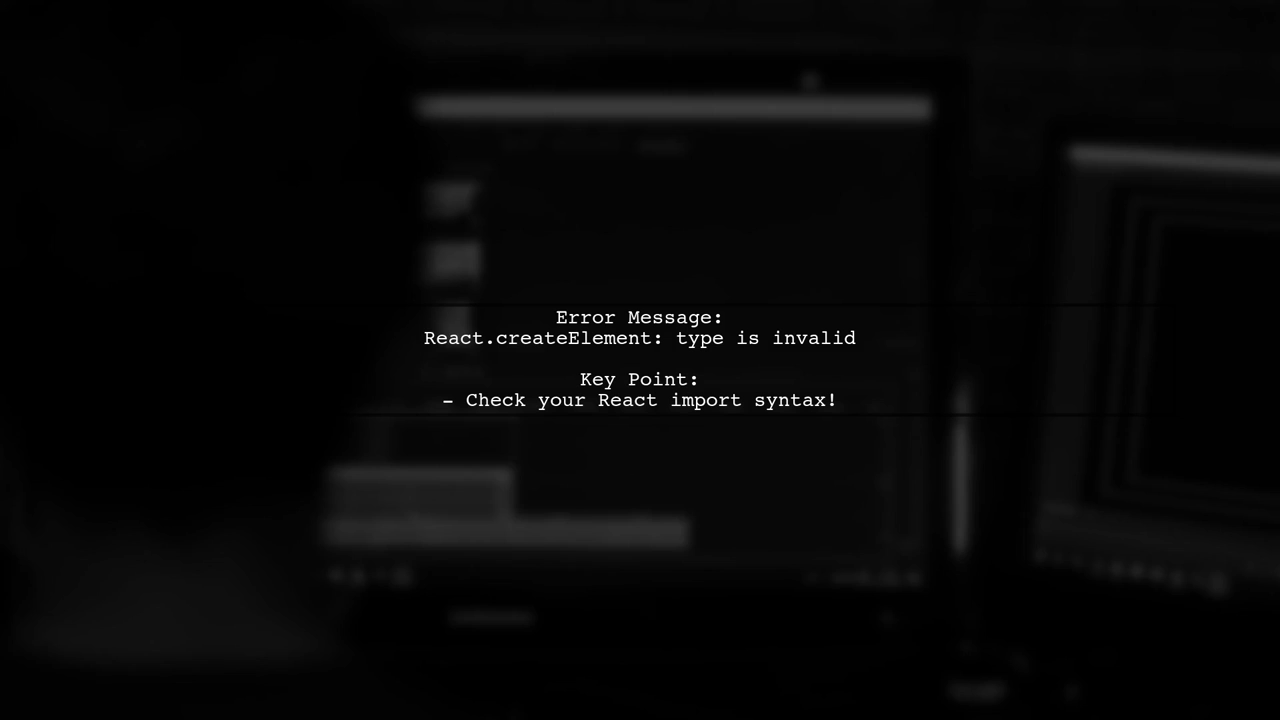 Error Message:
React.createElement: type is invalid
Key Point:
- Check your React import syntax!